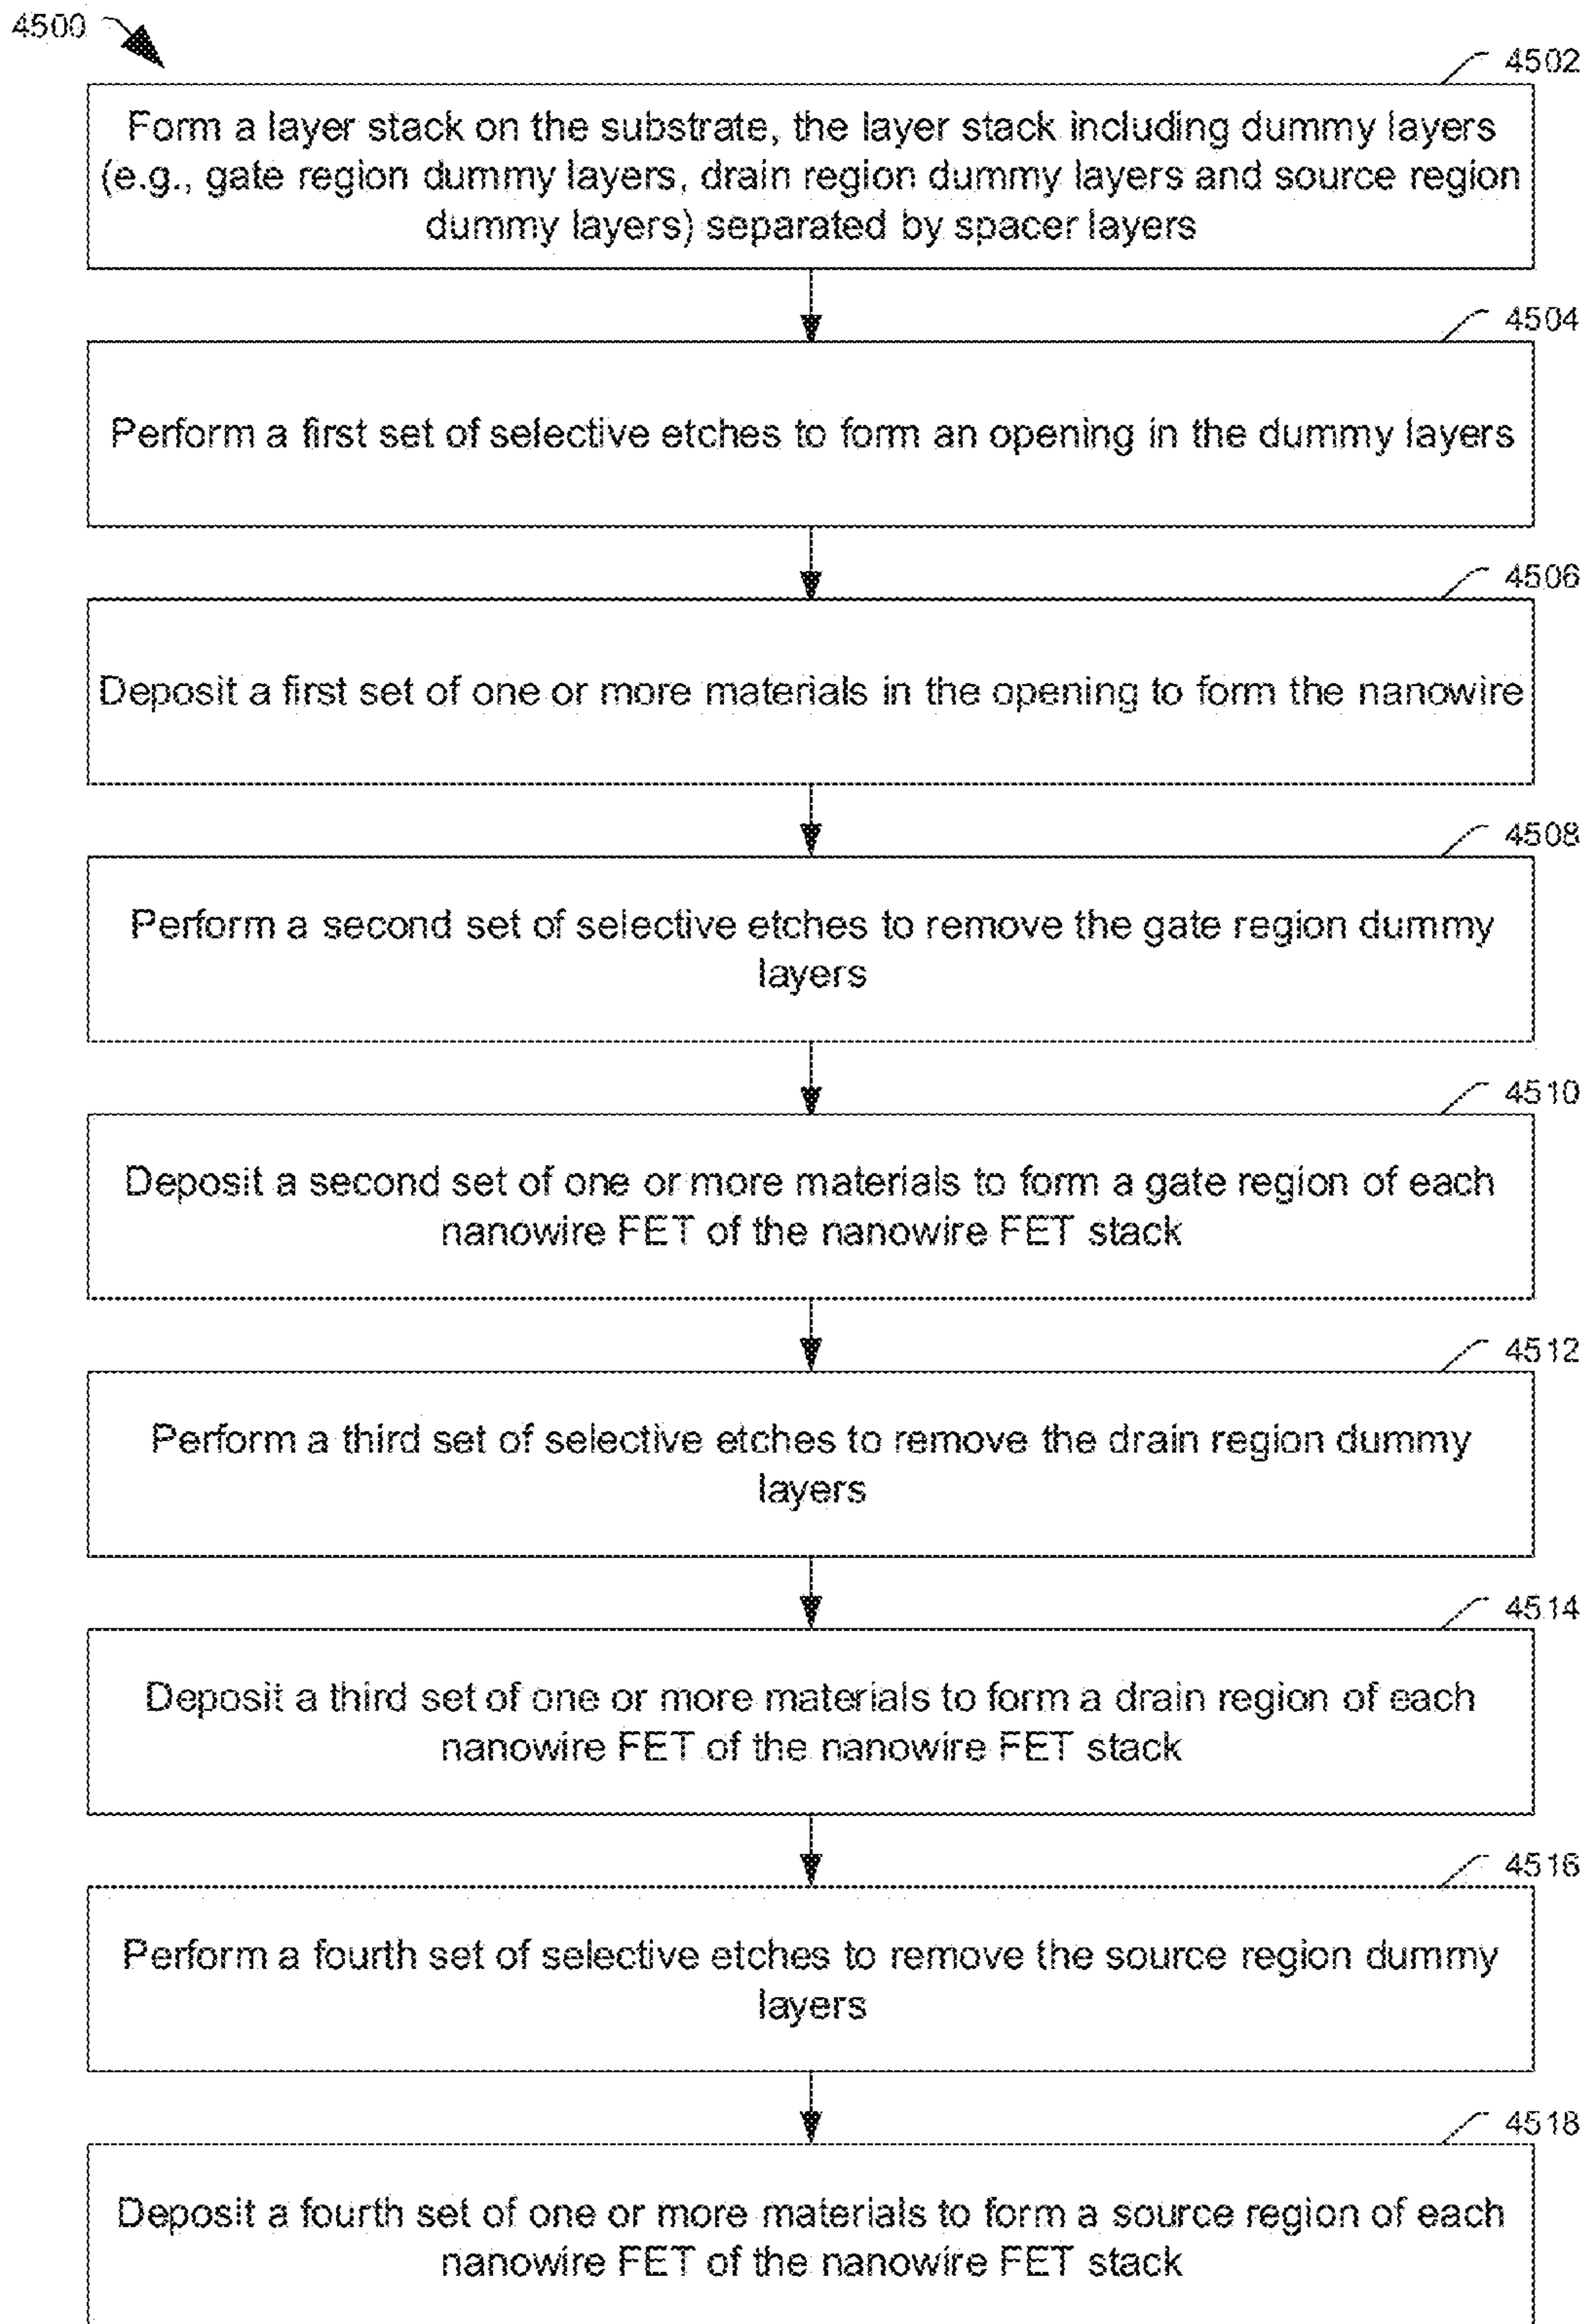 4500
4502
Form a layer stack on the substrate, the layer stack including dummy layers
(e.g., gate region dummy layers, drain region dummy layers and source region
dummy layers) separated by spacer layers
4504
Perform a first set of selective etches to form an opening in the dummy layers
4506
Deposit a first set of one or more materials in the opening to form the nanowire
4508
Perform a second set of selective etches to remove the gate region dummy
layers
4510
Deposit a second set of one or more materials to form a gate region of each
nanowire FET of the nanowire FET stack
4512
Perform a third set of selective etches to remove the drain region dummy
layers
4514
Deposit a third set of one or more materials to form a drain region of each
nanowire FET of the nanowire FET stack
4516
Perform a fourth set of selective etches to remove the source region dummy
layers
4518
Deposit a fourth set of one or more materials to form a source region of each
nanowire FET of the nanowire FET stack